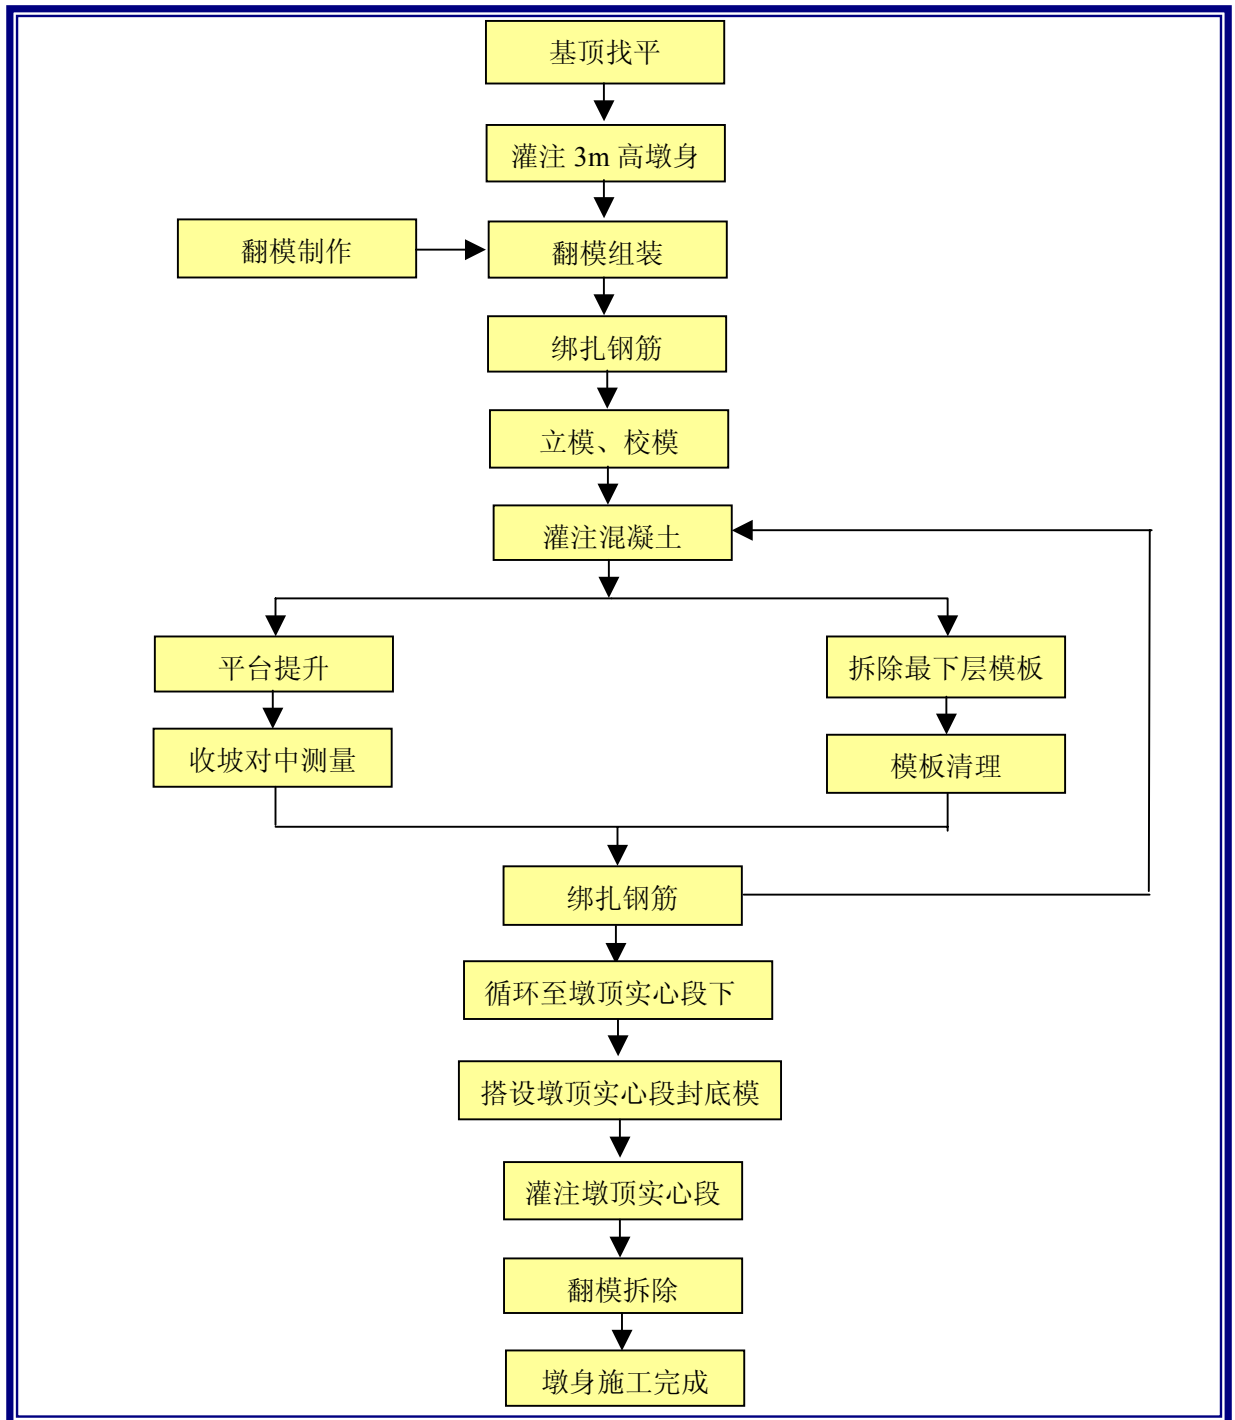 基顶找平
灌注 3m 高墩身
翻模制作
翻模组装
绑扎钢筋
立模、校模
灌注混凝土
平台提升
拆除最下层模板
收坡对中测量
模板清理
绑扎钢筋
循环至墩顶实心段下
搭设墩顶实心段封底模
灌注墩顶实心段
翻模拆除
墩身施工完成